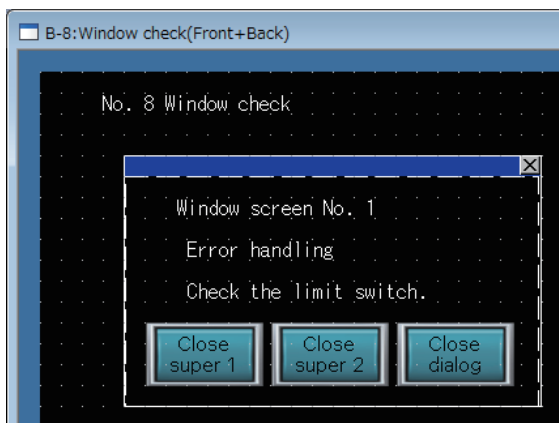 B-8:Window check(Front+Back)
No. 8 Window check
Window screen No. 1
Error handling
Check the limit switch.
Close super 1
Close super 2
Close dialog